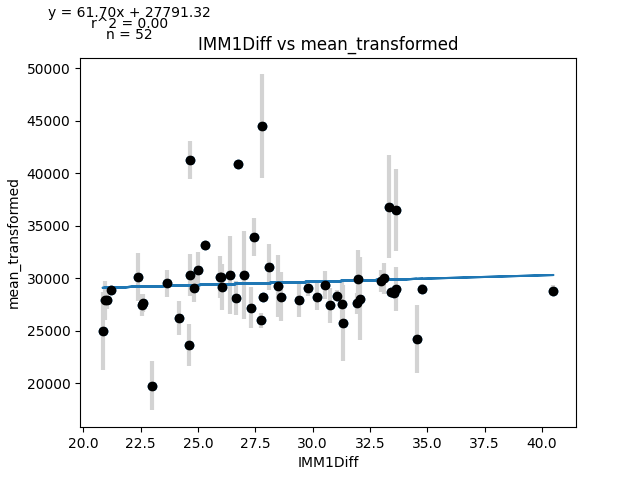 y = 61.70x + 27791.32
r^2 = 0.00
n = 52
IMM1Diff vs mean_transformed
50000
45000
40000
35000
30000
25000
20000
mean_transformed
20.0 22.5 25.0 27.5 30.0 32.5 35.0 37.5 40.0
IMM1Diff